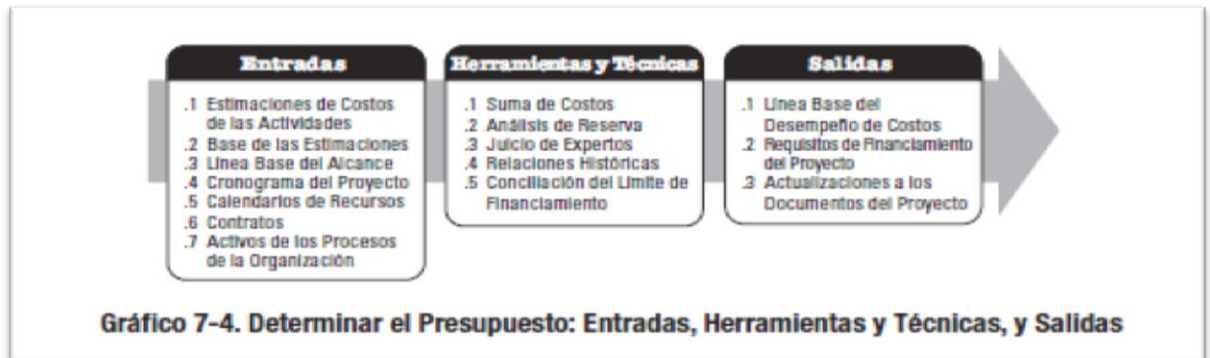 Entradas
.1 Estimaciones de Costos
de las Actividades
.2 Base de las Estimaciones
.3 Línea Base del Alcance
.4 Cronograma del Proyecto
.5 Calendarios de Recursos
.6 Contratos
.7 Activos de los Procesos
de la Organización
Herramientas y Técnicas
.1 Suma de Costos
.2 Análisis de Reserva
.3 Juicio de Expertos
.4 Relaciones Históricas
.5 Conciliación del Límite de
Financiamiento
Salidas
.1 Línea Base del
Desempeño de Costos
.2 Requisitos de Financiamiento
del Proyecto
.3 Actualizaciones a los
Documentos del Proyecto
Gráfico 7-4. Determinar el Presupuesto: Entradas, Herramientas y Técnicas, y Salidas